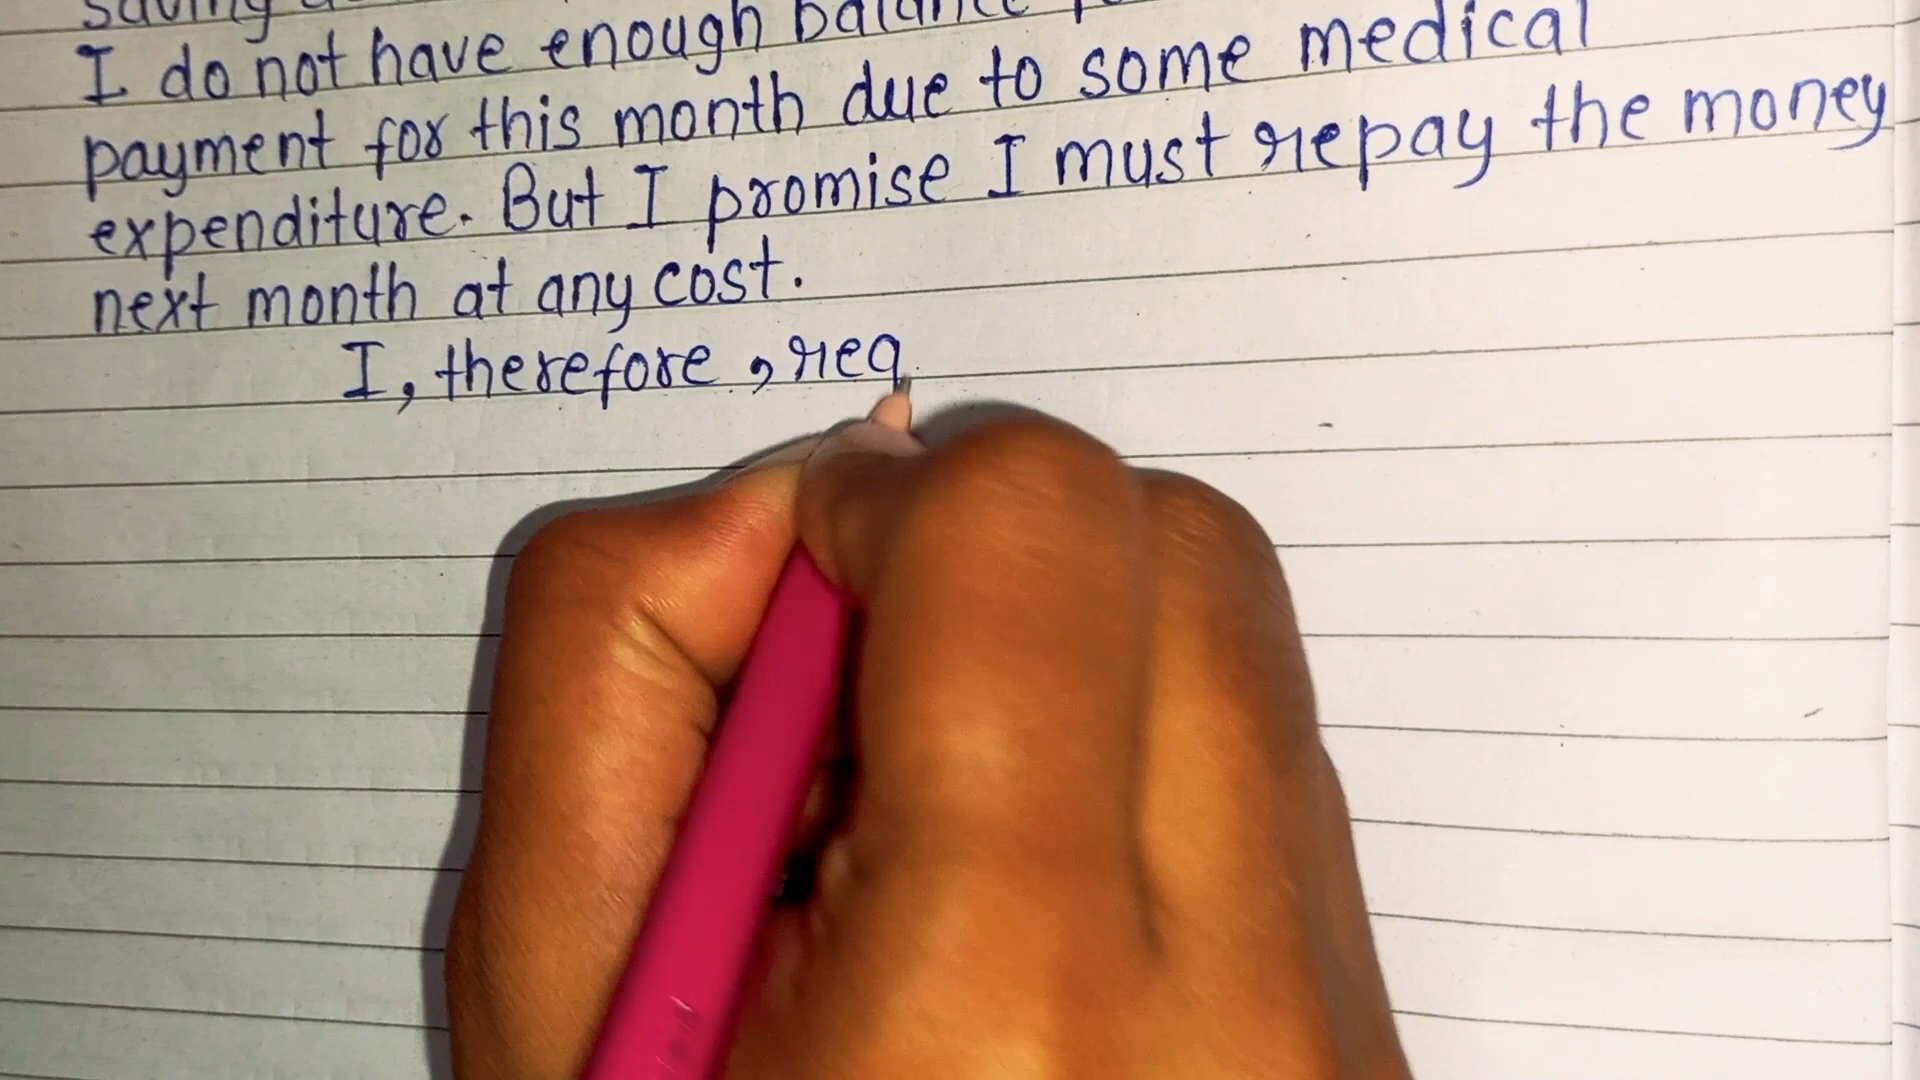 saving
I do not have enough balance
payment for this month due to some medical
expenditure. But I promise I must repay the money
next month at any cost.
I, therefore, req